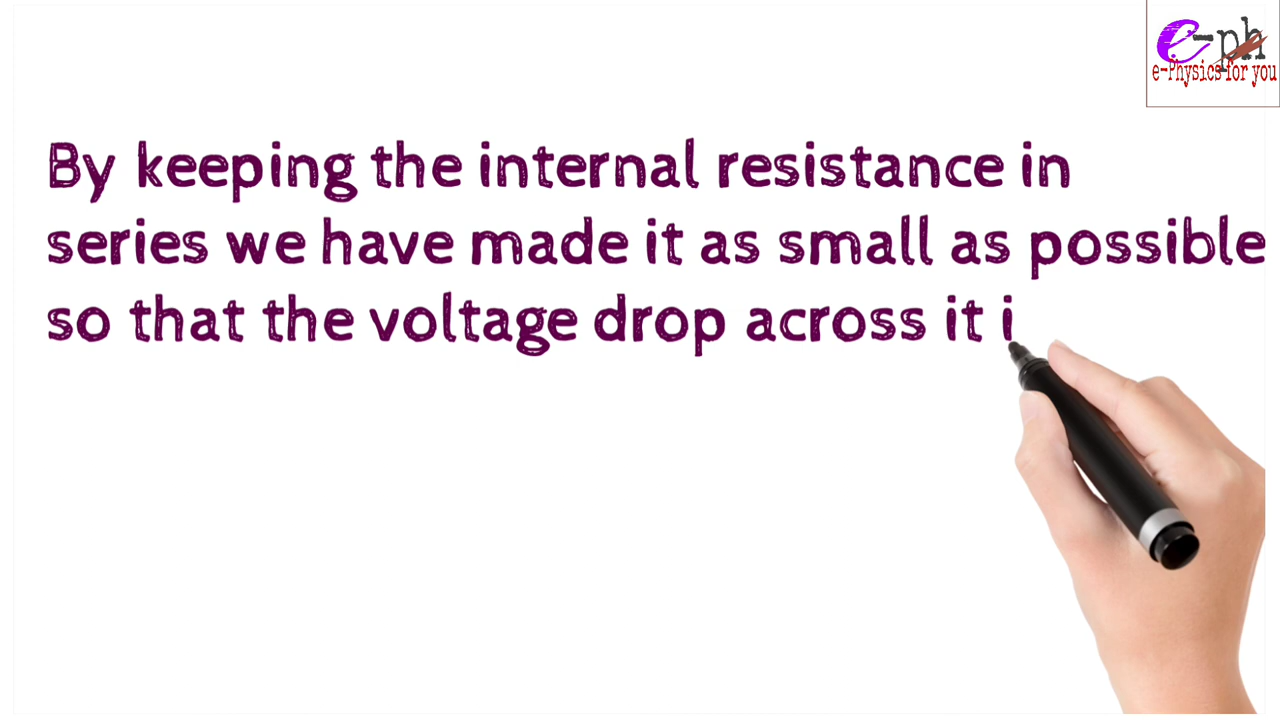 e-ph
e-Physics for you
By keeping the internal resistance in
series we have made it as small as possible
so that the voltage drop across it i